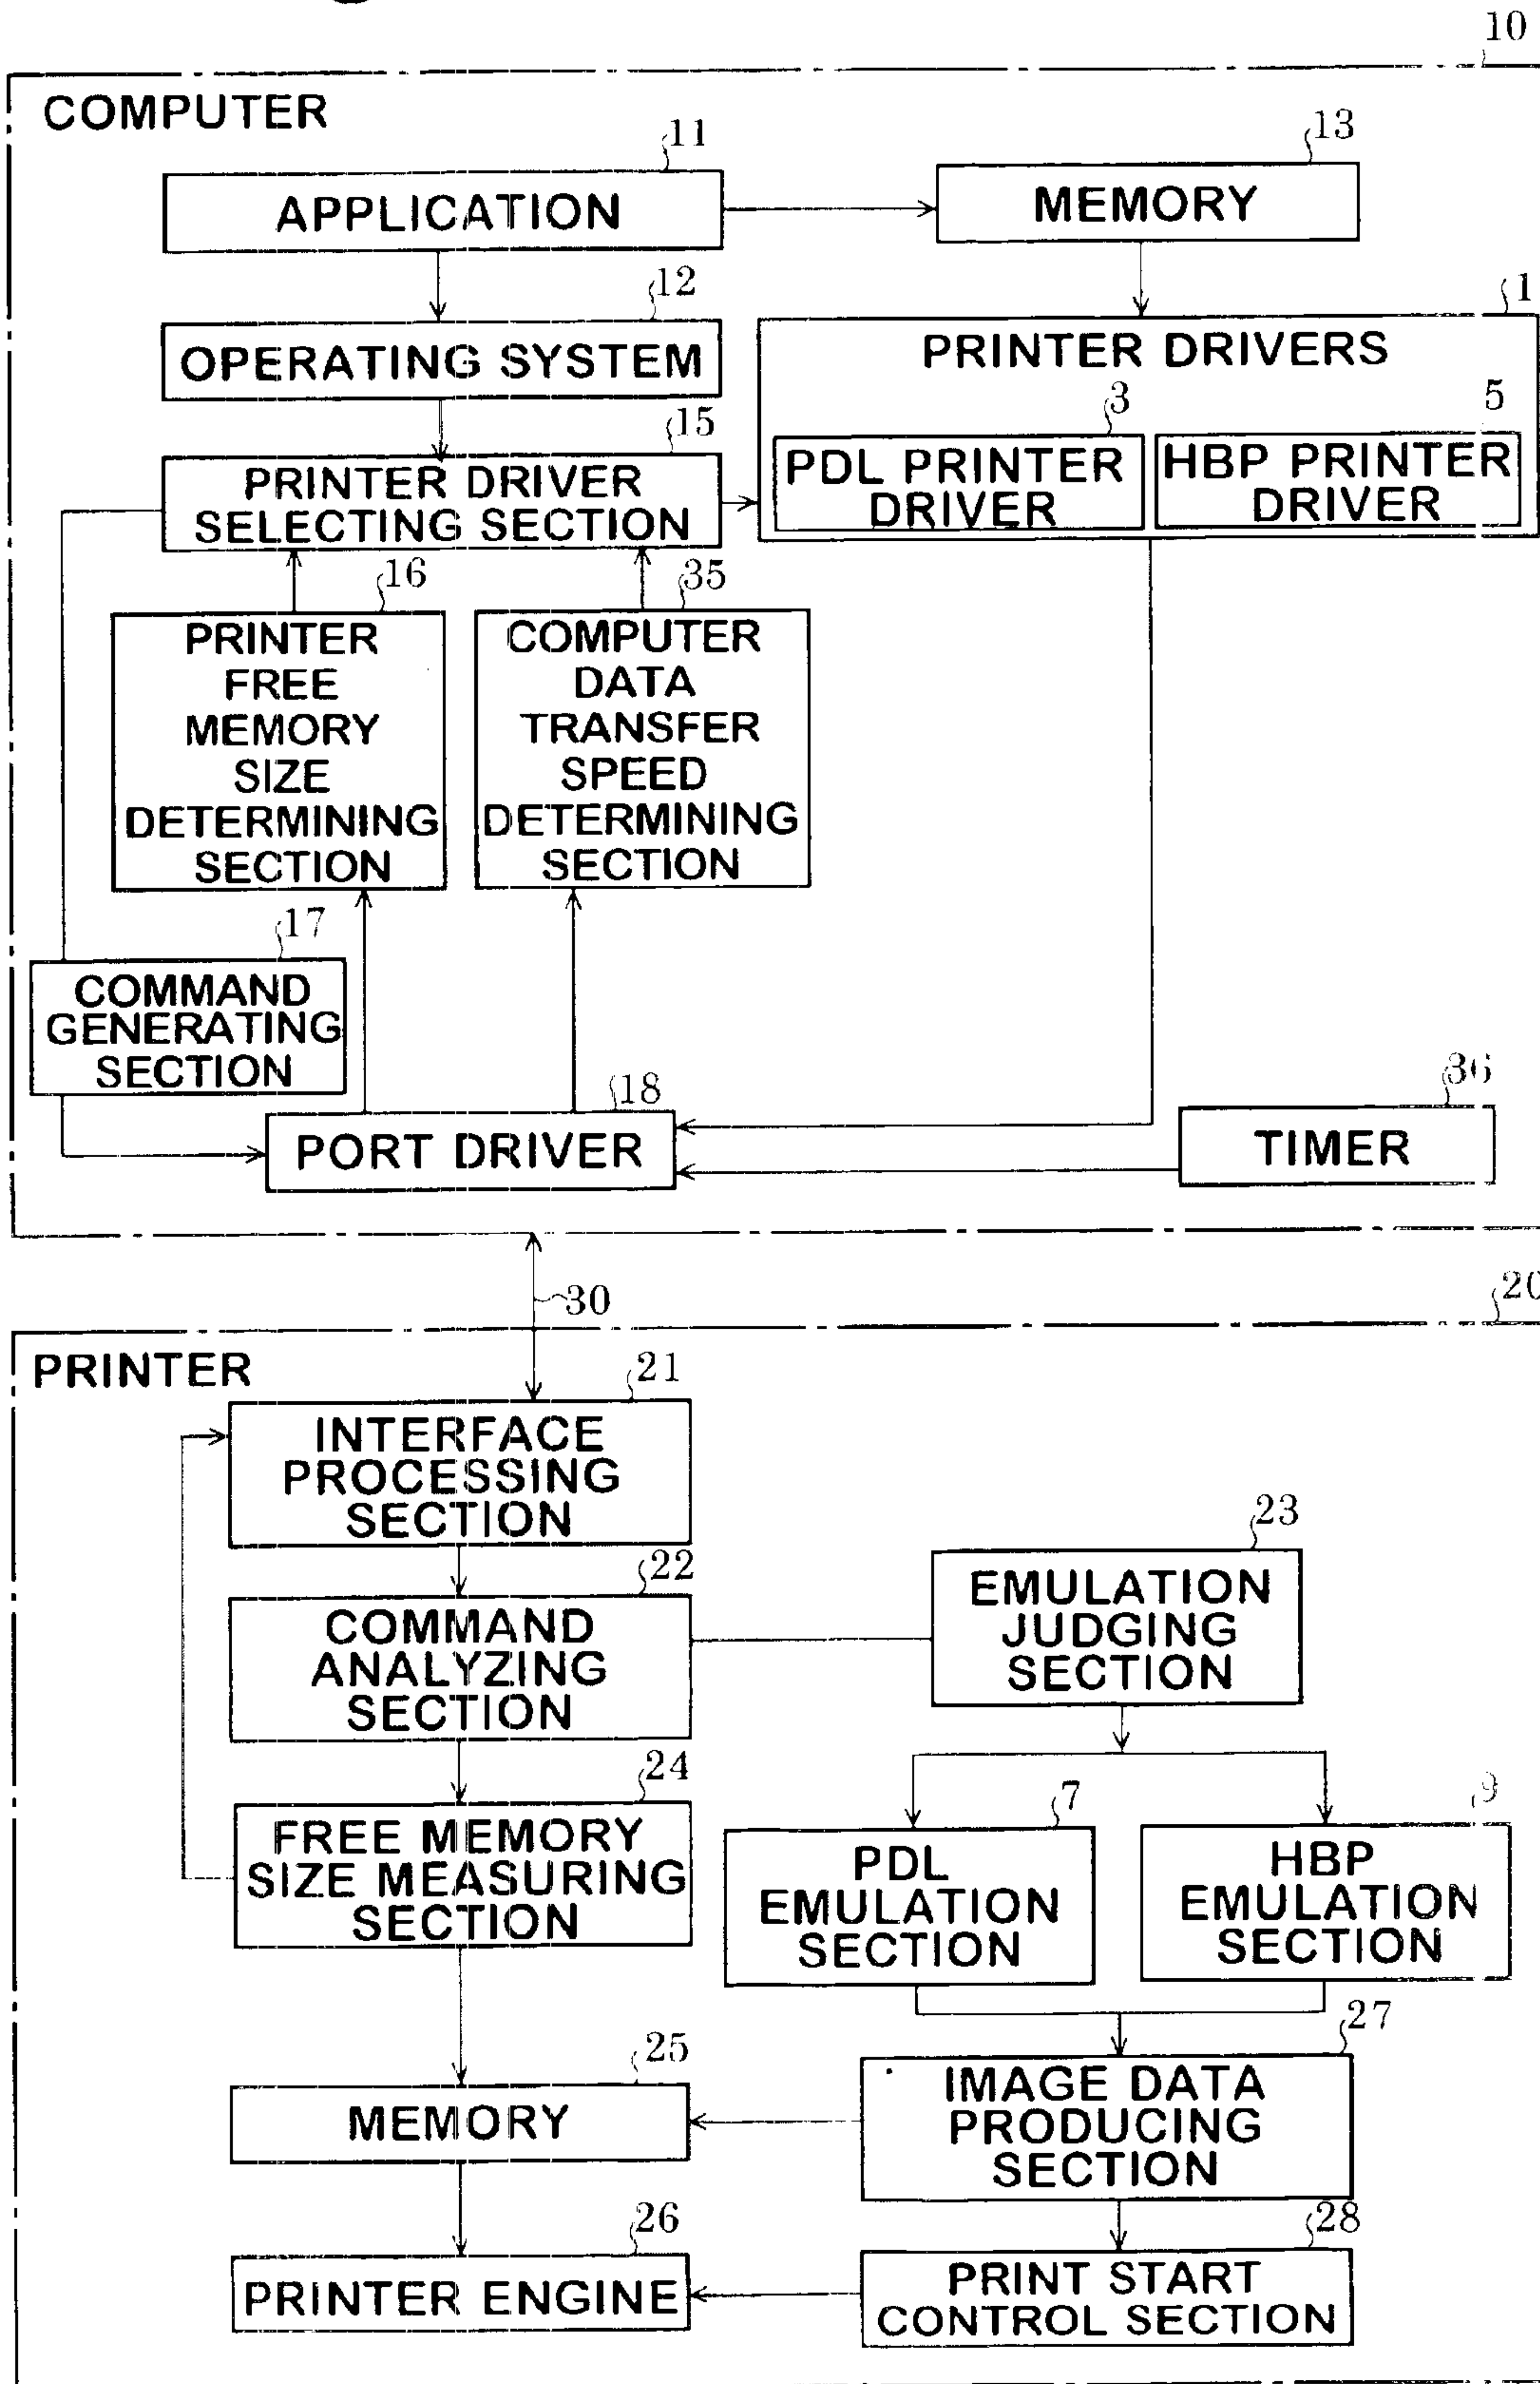 10
COMPUTER
11
APPLICATION
13
MEMORY
12
OPERATING SYSTEM
1
PRINTER DRIVERS
3
PDL PRINTER
DRIVER
5
HBP PRINTER
DRIVER
15
PRINTER DRIVER
SELECTING SECTION
16
PRINTER
FREE
MEMORY
SIZE
DETERMINING
SECTION
35
COMPUTER
DATA
TRANSFER
SPEED
DETERMINING
SECTION
17
COMMAND
GENERATING
SECTION
18
PORT DRIVER
36
TIMER
30
20
PRINTER
21
INTERFACE
PROCESSING
SECTION
22
COMMAND
ANALYZING
SECTION
23
EMULATION
JUDGING
SECTION
24
FREE MEMORY
SIZE MEASURING
SECTION
7
PDL
EMULATION
SECTION
9
HBP
EMULATION
SECTION
25
MEMORY
27
IMAGE DATA
PRODUCING
SECTION
26
PRINTER ENGINE
28
PRINT START
CONTROL SECTION